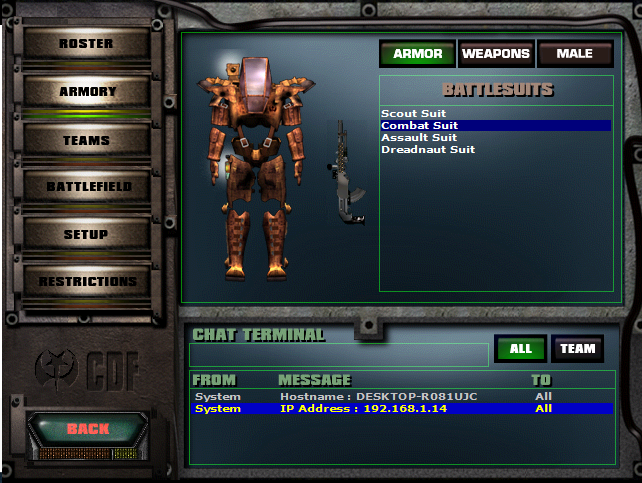 ROSTER
ARMORY
TEAMS
BATTLEFIELD
SETUP
RESTRICTIONS
CDF
BACK
ARMOR WEAPONS MALE
BATTLESUITS
Scout Suit
Combat Suit
Assault Suit
Dreadnaut Suit
CHAT TERMINAL
ALL TEAM
FROM MESSAGE TO
System Hostname : DESKTOP-R081UJC All
System IP Address : 192.168.1.14 All